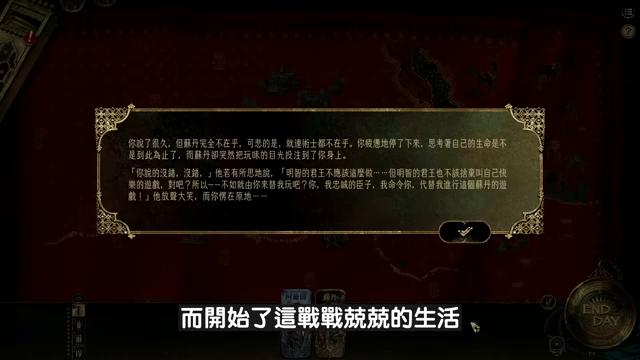 你說了很久,但蘇丹完全不在乎,可悲的是,就連術士都不在乎。你疲憊地停了下來,思考著自己的生命是不
是到此為止了,而蘇丹卻突然把玩味的目光投注到了你身上。
「你說的沒錯,沒錯,」他若有所思地說,「明智的君王不應該這麼做……但明智的君王也不該捨棄叫自己快
樂的遊戲,對吧?所以——不如就由你來替我玩吧?你,我忠誠的臣子,我命令你,代替我進行這個蘇丹的遊
戲!」他放聲大笑,而你愣在原地……
END
DAY
而開始了這戰戰兢兢的生活